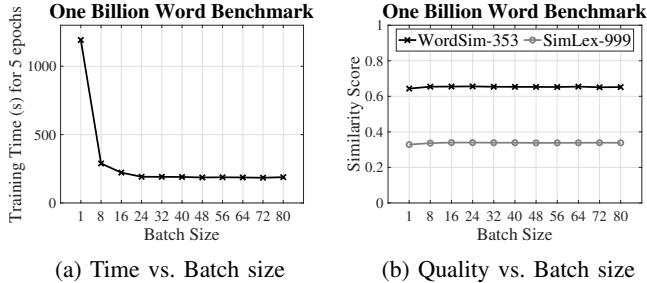 One Billion Word Benchmark
Training Time (s) for 5 epochs
1000
500
0
1 8 16 24 32 40 48 56 64 72 80
Batch Size
(a) Time vs. Batch size
One Billion Word Benchmark
WordSim-353 SimLex-999
Similarity Score
1
0.8
0.6
0.4
0.2
0
1 8 16 24 32 40 48 56 64 72 80
Batch Size
(b) Quality vs. Batch size